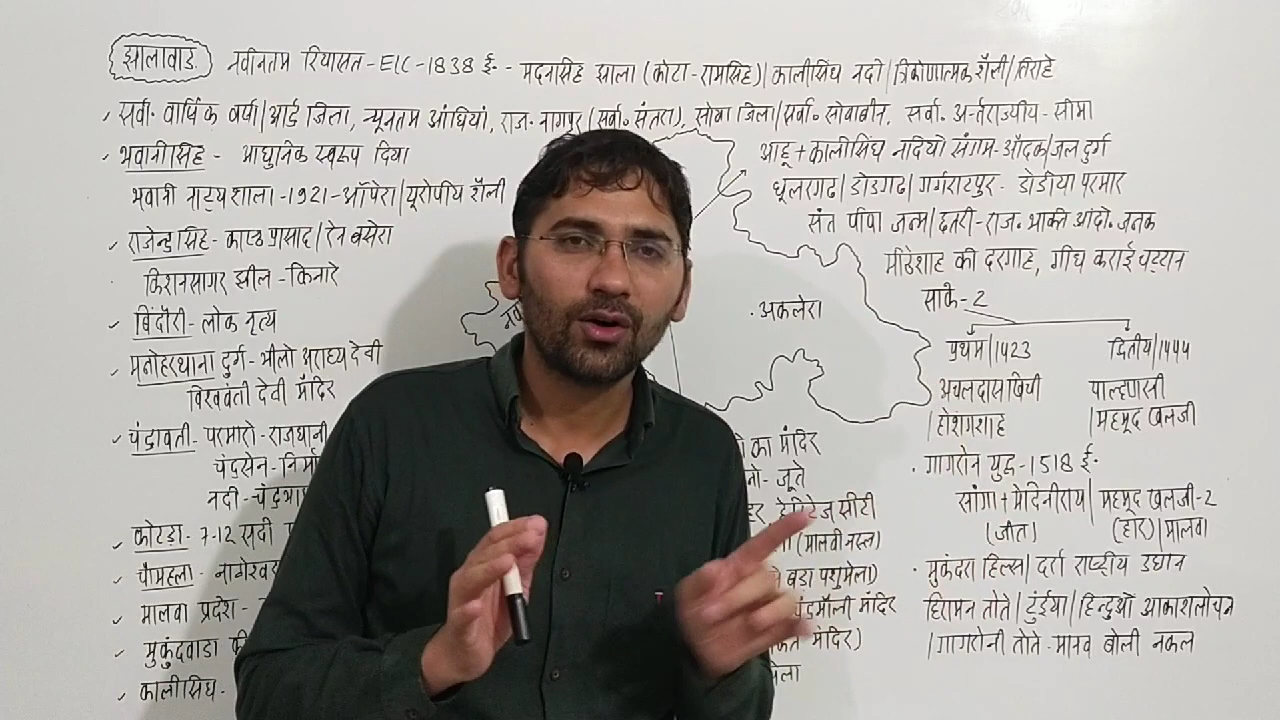 झालावाड़ नवीनतम रियासत - EIC - 1838 ई. - मदनसिंह झाला (कोटा - रामसिंह) | कालीसिंध नदी | त्रिकोणात्मक शैली | तिराहे
सर्वा. वार्षिक वर्षा | आर्द्र जिला, न्यूनतम आंधियां, राज. नागपुर (सर्वा. संतरा), सोया जिला | सर्वा. सोयाबीन, सर्वा. अन्तर्राज्यीय - सीमा
भवानीसिंह - आधुनिक स्वरूप दिया
भवानी नाट्यशाला - 1921 - ऑपेरा | यूरोपीय शैली
राजेन्द्रसिंह - काष्ठ प्रासाद | रैन बसेरा
किशनसागर झील - किनारे
बिंदौरी - लोक नृत्य
मनोहरथाना दुर्ग - भीलो आराध्य देवी
विश्ववंती देवी मंदिर
चंद्रावती - परमारो - राजधानी
चंद्रसेन - निर्मा
नदी - चंद्रभा
कोटड़ा - 7-12 सदी
चौमहला - नागेश्वर
मालवा प्रदेश -
मुकुंदवाडा की
कालीसिंध -
अकलेरा
का मंदिर
जूते
हेरिटेज सीटी
(मालवी नस्ल)
बड़ा पशुमेला)
चंद्रमौली मंदिर
मंदिर)
मेला
आहू + कालीसिंध नदियो संगम - औदक | जल दुर्ग
धूलरगढ | डोडगढ | गर्गराटपुर - डोडीया परमार
संत पीपा जन्म | छतरी - राज. भक्ति आंदो. जनक
मीठेशाह की दरगाह, गीध कराई चट्टान
साके - 2
प्रथम | 1423 द्वितीय | 1444
अचलदास खिची पाल्हणसी
| होशंगशाह | महमूद खलजी
गागरोन युद्ध - 1518 ई.
सांगा + मेदिनीराय | महमूद खलजी - 2
(जीत) (हार) | मालवा
मुकंदरा हिल्स | दर्रा राष्ट्रीय उद्यान
हिरामन तोते | टुंईया | हिन्दुओ आकाशलोचन
| गागरोनी तोते - मानव बोली नकल